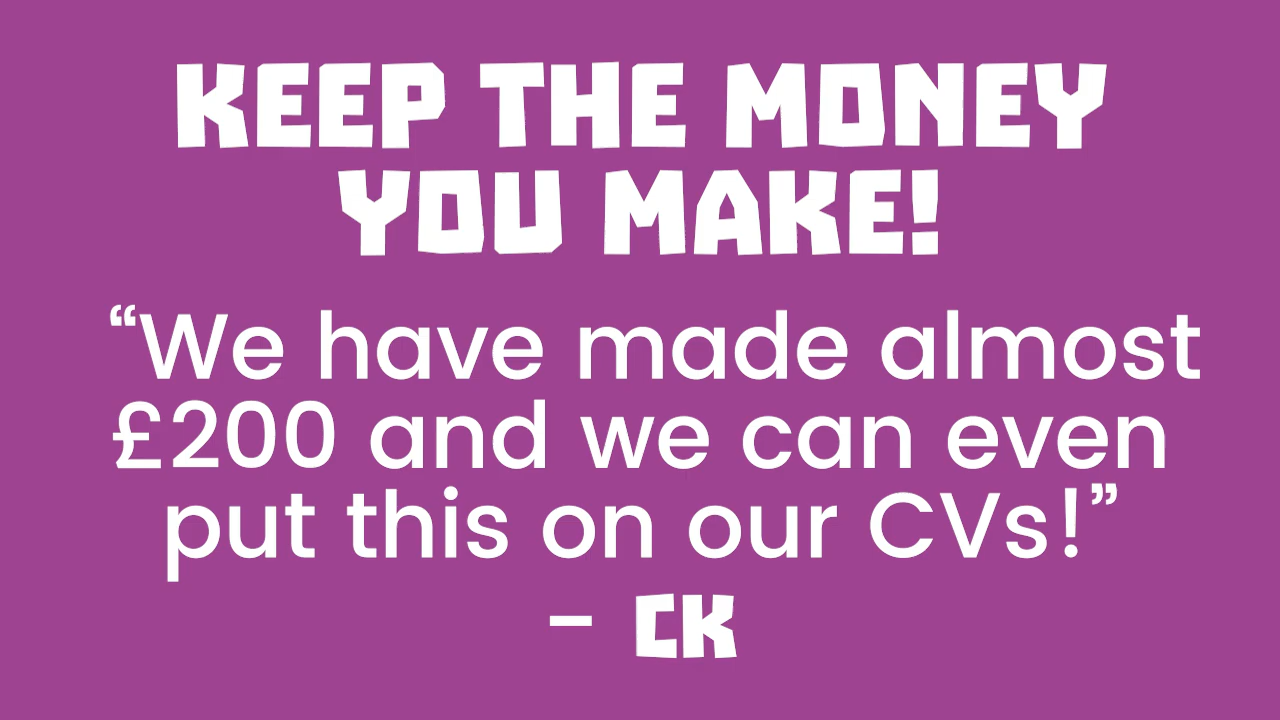 KEEP THE MONEY
YOU MAKE!
“We have made almost
£200 and we can even
put this on our CVs!”
- CK